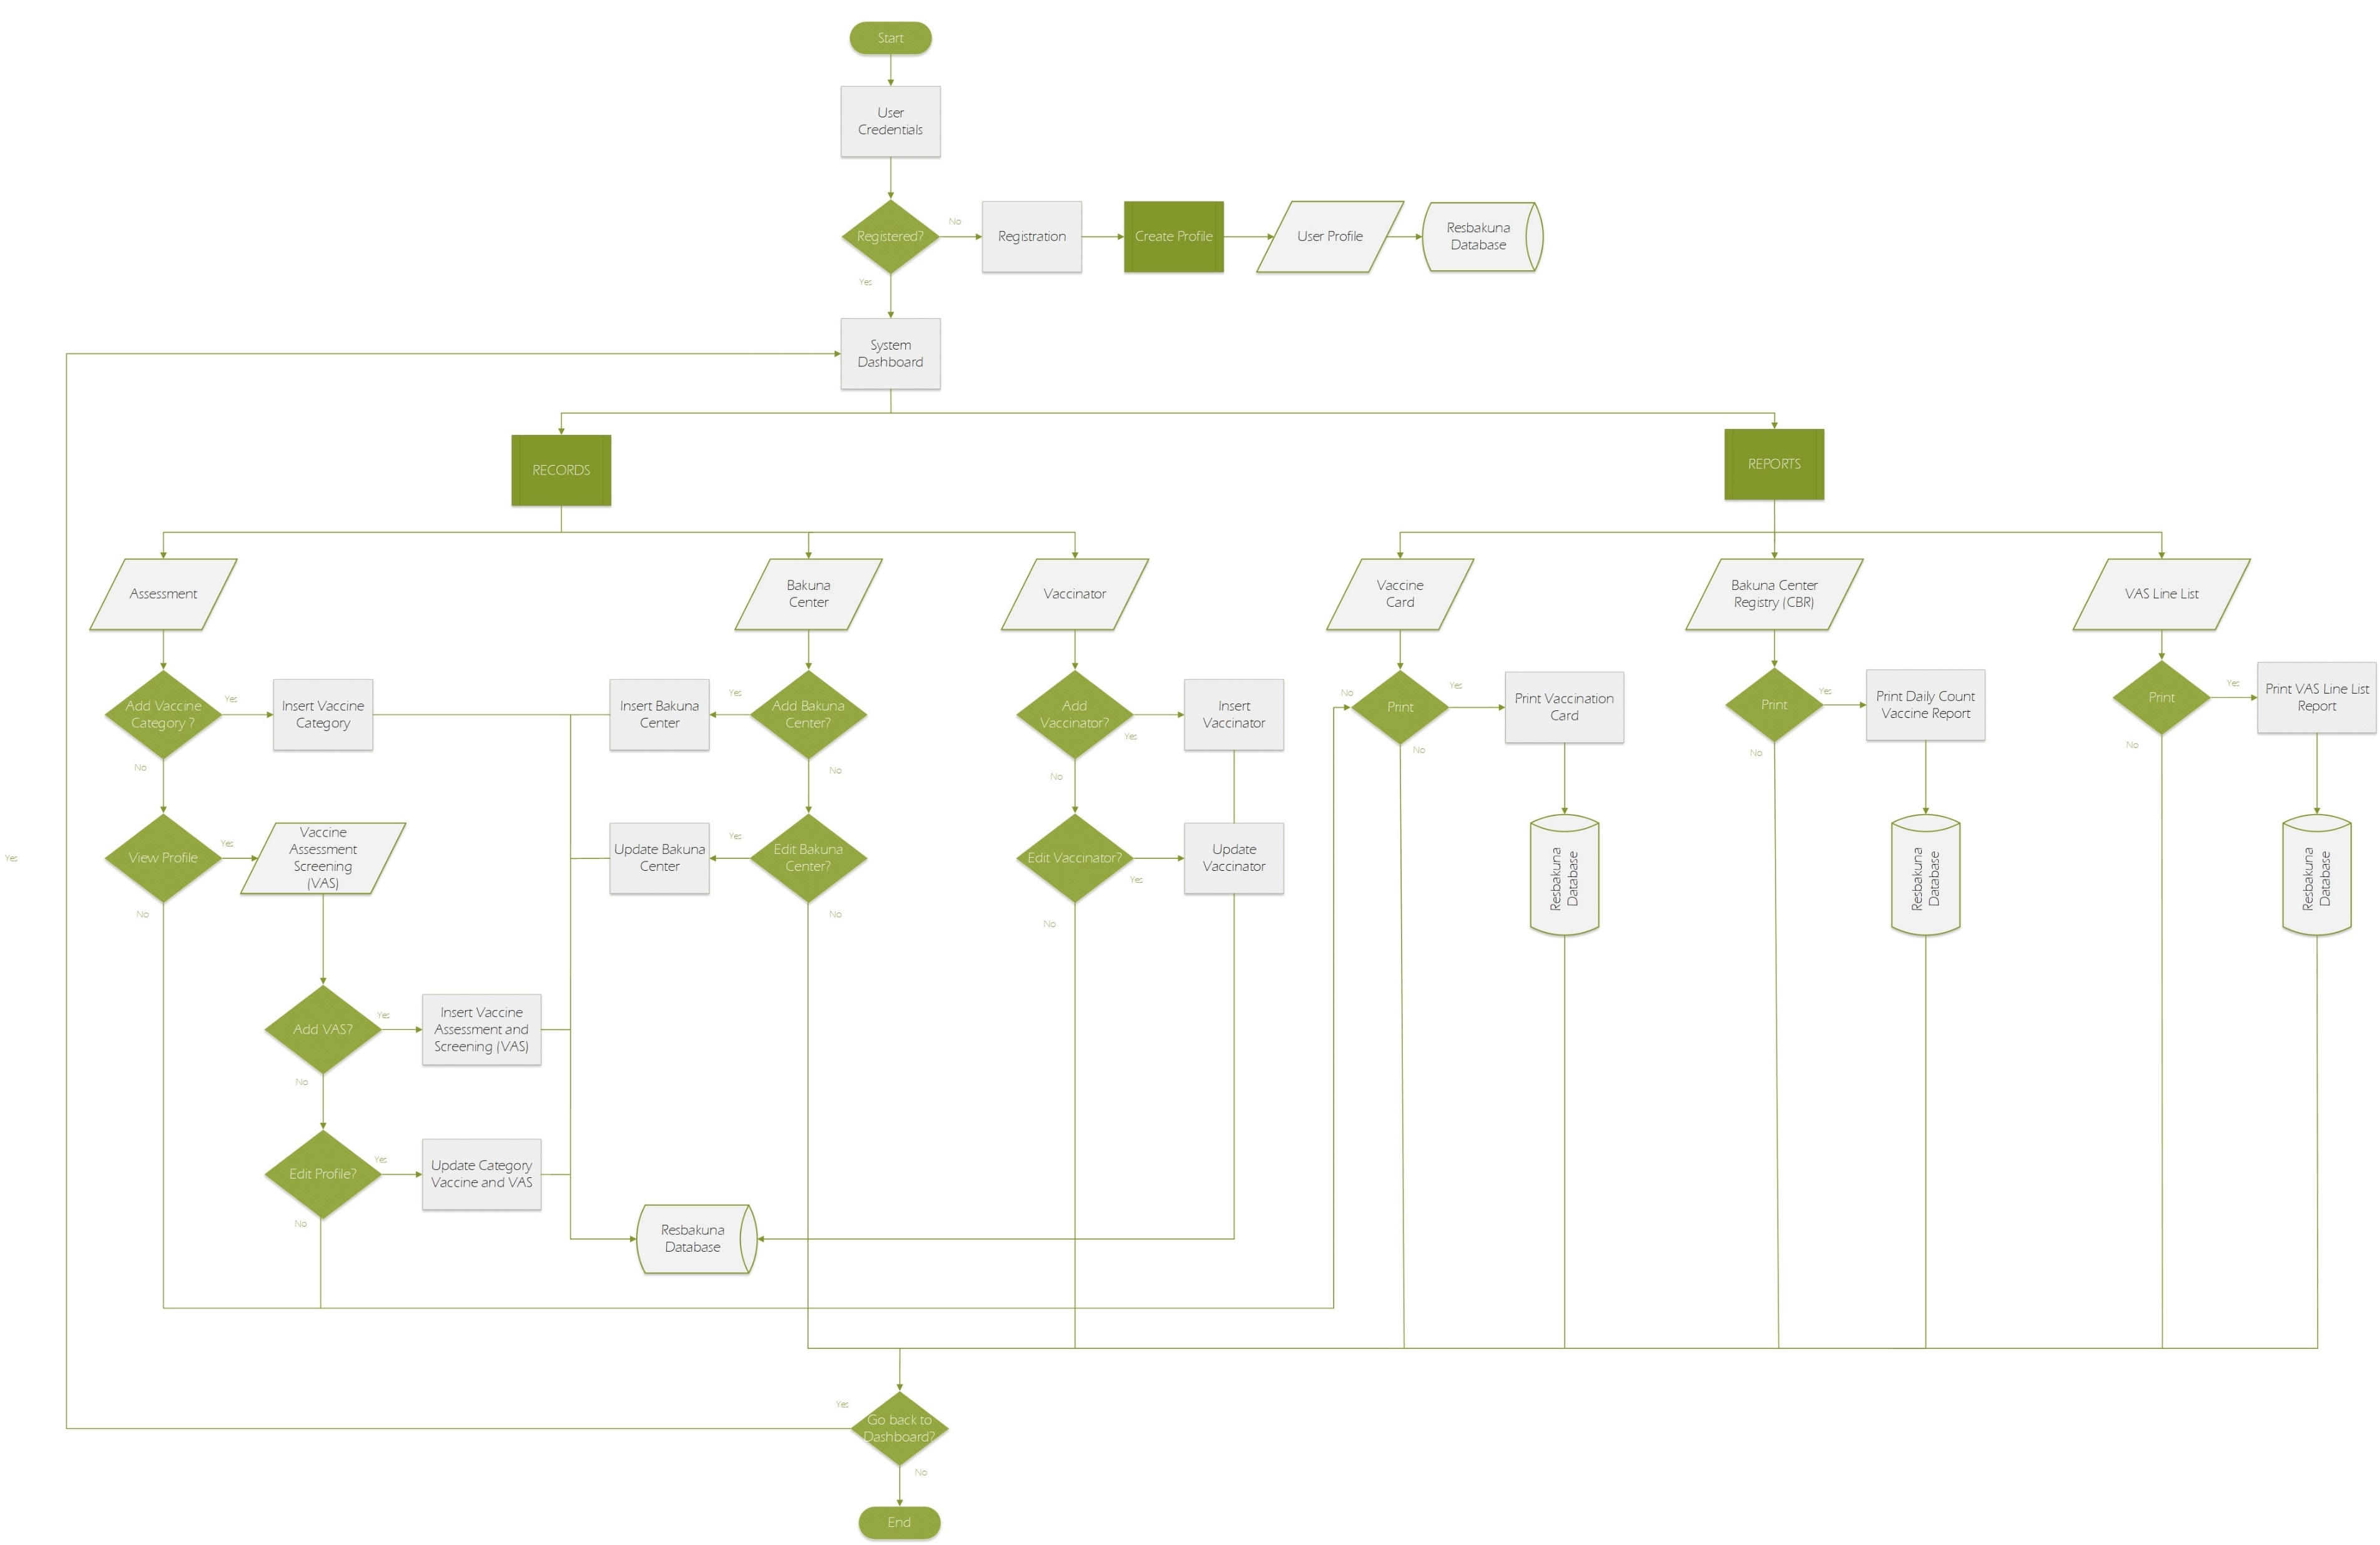 Start
User
Credentials
Registered?
No
Registration
Create Profile
User Profile
Resbakuna
Database
Yes
System
Dashboard
RECORDS
REPORTS
Assessment
Bakuna
Center
Vaccinator
Vaccine
Card
Bakuna Center
Registry (CBR)
VAS Line List
Add Vaccine
Category ?
Yes
Insert Vaccine
Category
No
Insert Bakuna
Center
Yes
Add Bakuna
Center?
No
Add
Vaccinator?
Yes
Insert
Vaccinator
No
No
Print
Yes
Print Vaccination
Card
No
Print
Yes
Print Daily Count
Vaccine Report
No
Print
Yes
Print VAS Line List
Report
No
Yes
View Profile
Yes
Vaccine
Assessment
Screening
(VAS)
No
Update Bakuna
Center
Yes
Edit Bakuna
Center?
No
Edit Vaccinator?
Yes
Update
Vaccinator
No
Resbakuna
Database
Resbakuna
Database
Resbakuna
Database
Add VAS?
Yes
Insert Vaccine
Assessment and
Screening (VAS)
No
Edit Profile?
Yes
Update Category
Vaccine and VAS
No
Resbakuna
Database
Yes
Go back to
Dashboard?
No
End